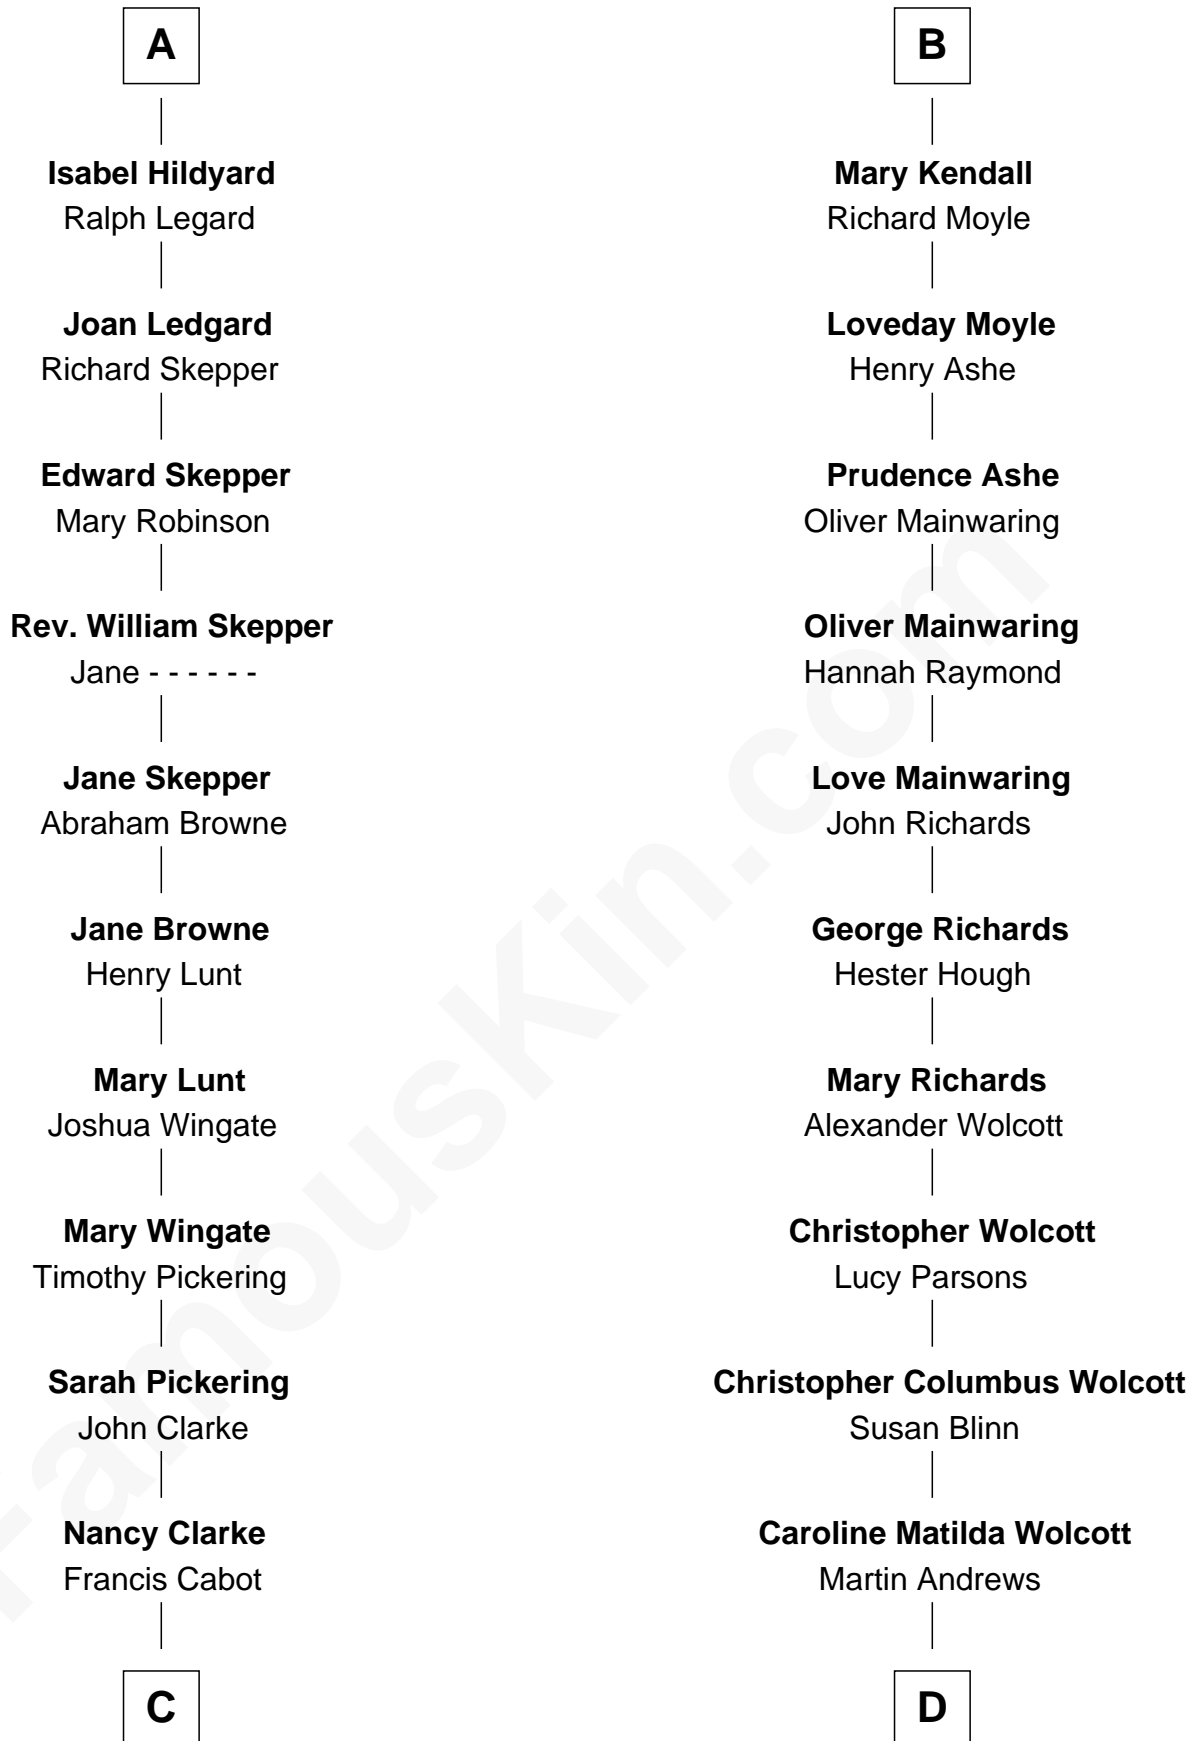 A
Isabel Hildyard
Ralph Legard
Joan Ledgard
Richard Skepper
Edward Skepper
Mary Robinson
Rev. William Skepper
Jane - - - - - -
Jane Skepper
Abraham Browne
Jane Browne
Henry Lunt
Mary Lunt
Joshua Wingate
Mary Wingate
Timothy Pickering
Sarah Pickering
John Clarke
Nancy Clarke
Francis Cabot
C
B
Mary Kendall
Richard Moyle
Loveday Moyle
Henry Ashe
Prudence Ashe
Oliver Mainwaring
Oliver Mainwaring
Hannah Raymond
Love Mainwaring
John Richards
George Richards
Hester Hough
Mary Richards
Alexander Wolcott
Christopher Wolcott
Lucy Parsons
Christopher Columbus Wolcott
Susan Blinn
Caroline Matilda Wolcott
Martin Andrews
D
FamousKin.com